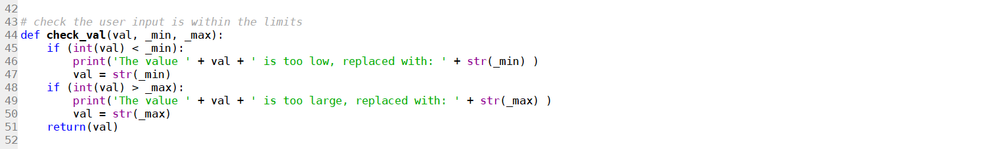 42
43 # check the user input is within the limits
44 def check_val(val, _min, _max):
45     if (int(val) < _min):
46         print('The value ' + val + ' is too low, replaced with: ' + str(_min) )
47         val = str(_min)
48     if (int(val) > _max):
49         print('The value ' + val + ' is too large, replaced with: ' + str(_max) )
50         val = str(_max)
51     return(val)
52